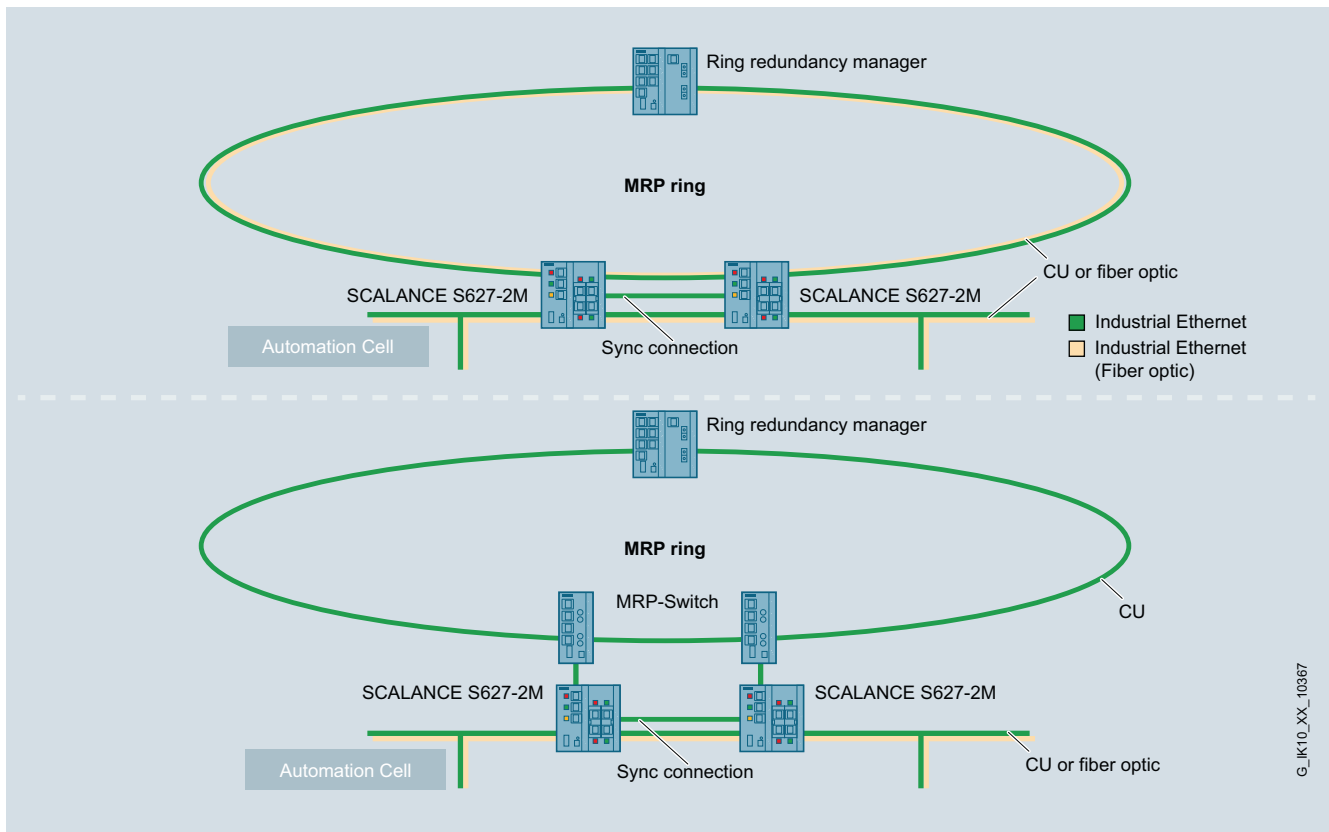 Ring redundancy manager
MRP ring
CU or fiber optic
SCALANCE S627-2M
SCALANCE S627-2M
Industrial Ethernet
Industrial Ethernet
(Fiber optic)
Automation Cell
Sync connection
Ring redundancy manager
MRP ring
MRP-Switch
CU
SCALANCE S627-2M
SCALANCE S627-2M
CU or fiber optic
Automation Cell
Sync connection
G_IK10_XX_10367